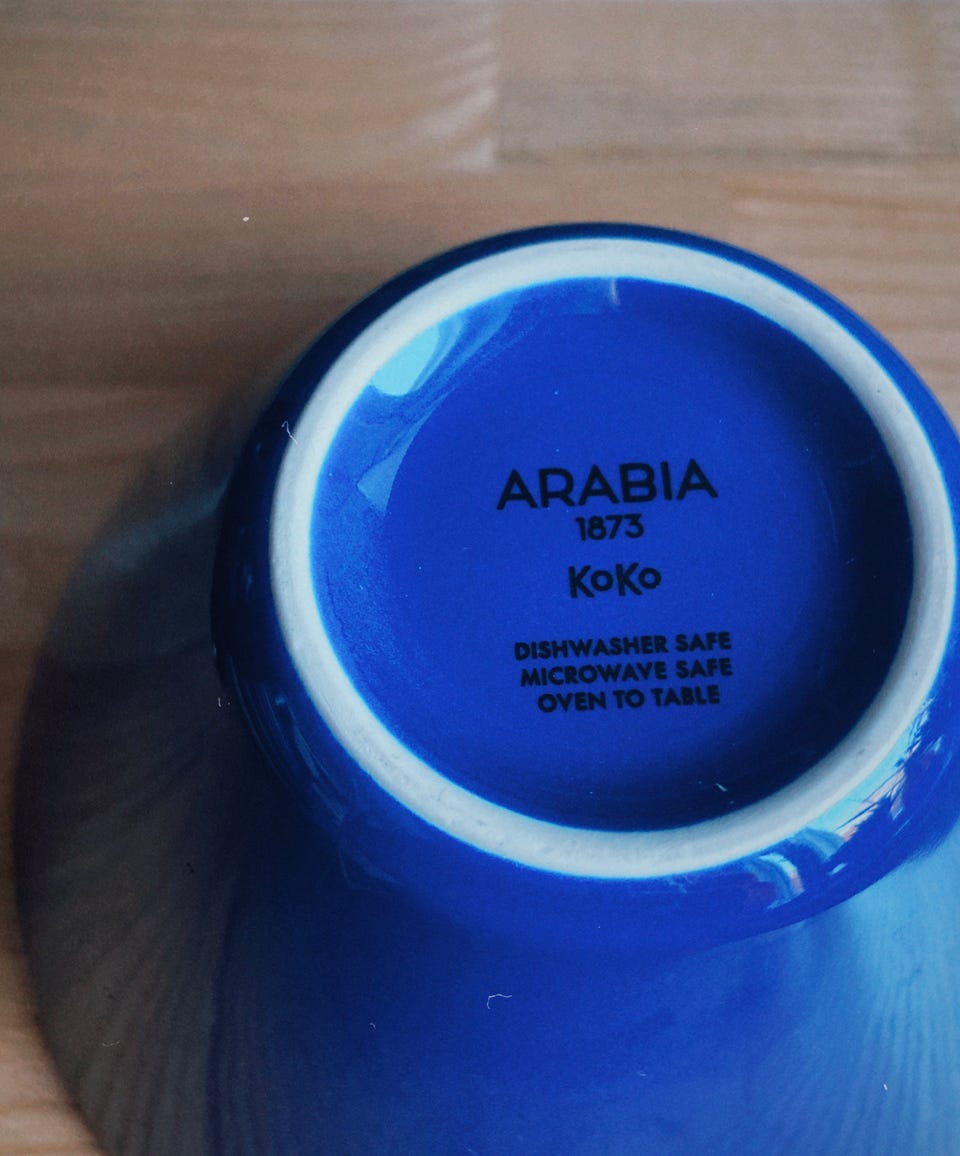 ARABIA
1873
KoKo
DISHWASHER SAFE
MICROWAVE SAFE
OVEN TO TABLE